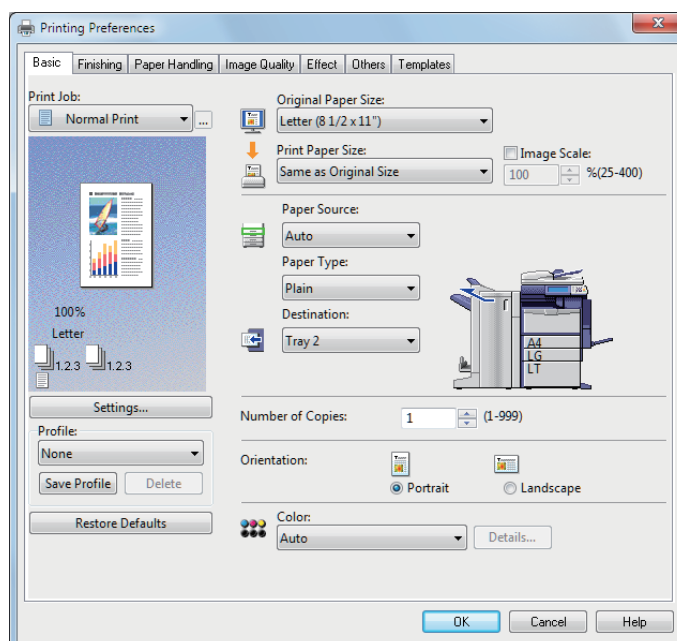 Printing Preferences
Basic Finishing Paper Handling Image Quality Effect Others Templates
Print Job:
Normal Print
...
100%
Letter
1.2.3 1.2.3
Settings...
Profile:
None
Save Profile Delete
Restore Defaults
Original Paper Size:
Letter (8 1/2 x 11")
Print Paper Size:
Same as Original Size
Image Scale:
100 %(25-400)
Paper Source:
Auto
Paper Type:
Plain
Destination:
Tray 2
A4
LG
LT
Number of Copies: 1 (1-999)
Orientation:
Portrait Landscape
Color:
Auto
Details...
OK Cancel Help